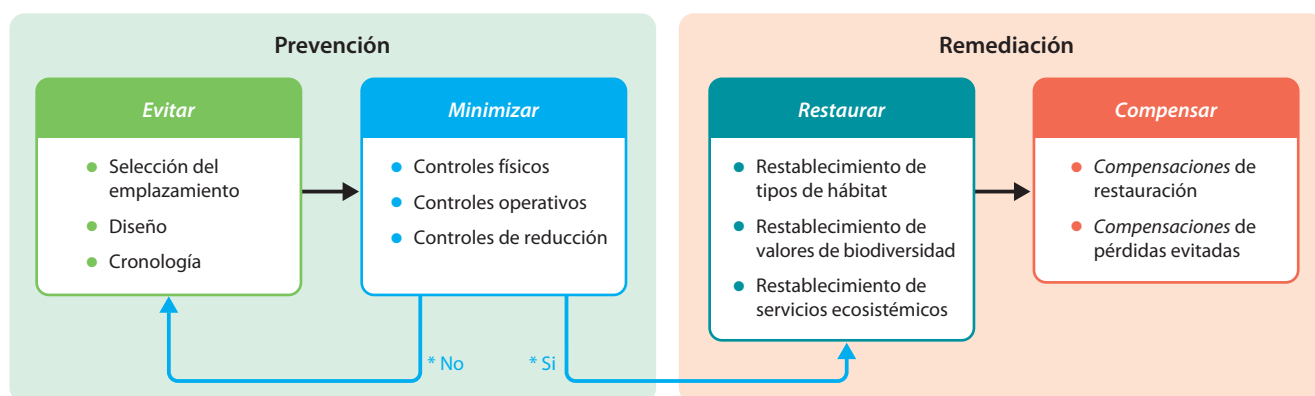 Prevención
Evitar
Selección del
emplazamiento
Diseño
Cronología
Minimizar
Controles físicos
Controles operativos
Controles de reducción
* No
* Si
Remediación
Restaurar
Restablecimiento de
tipos de hábitat
Restablecimiento de
valores de biodiversidad
Restablecimiento de
servicios ecosistémicos
Compensar
Compensaciones de
restauración
Compensaciones de
pérdidas evitadas